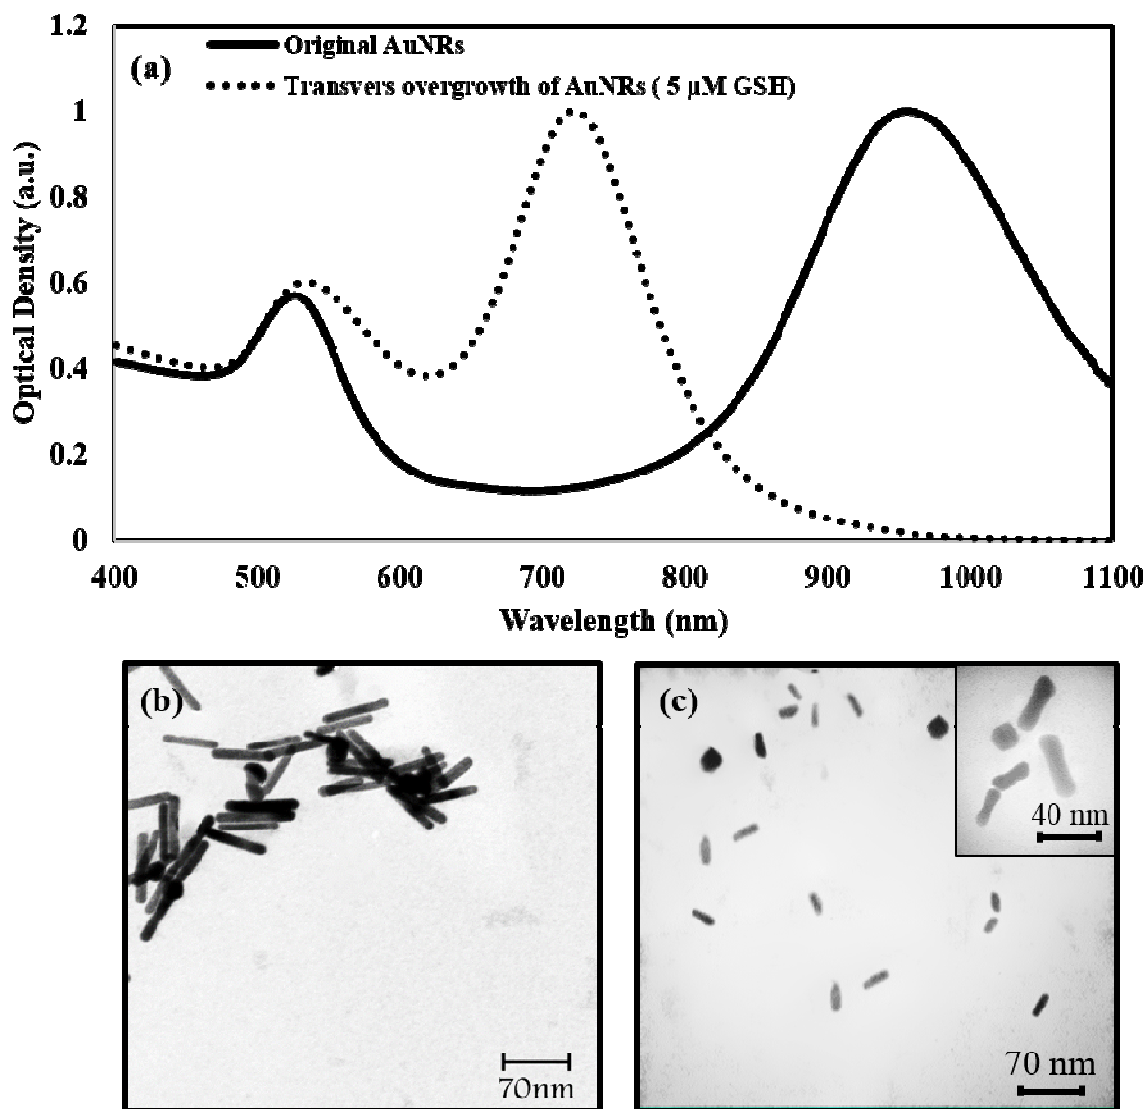 1.2
Original AuNRs
(a)
Transvers overgrowth of AuNRs ( 5 µM GSH)
1
0.8
0.6
0.4
0.2
0
Optical Density (a.u.)
400 500 600 700 800 900 1000 1100
Wavelength (nm)
(b)
70nm
(c)
40 nm
70 nm